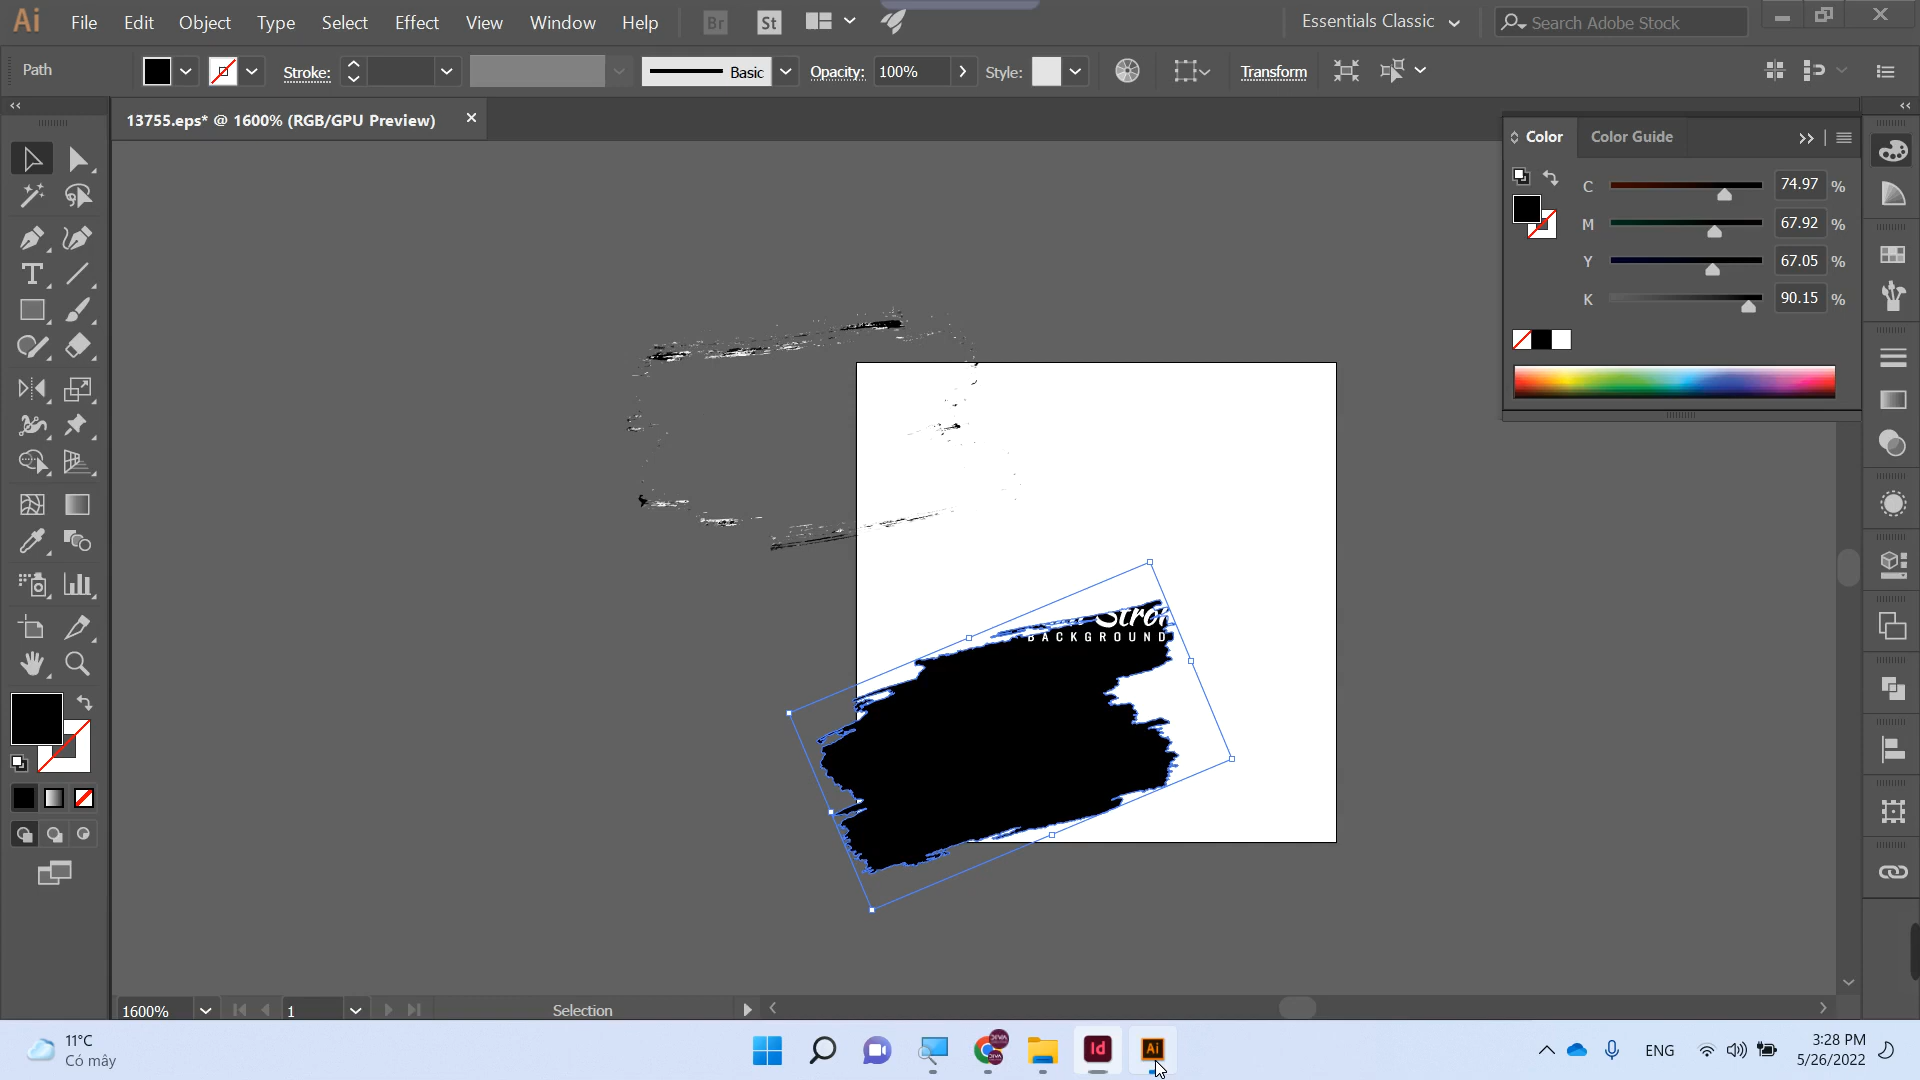 Ai File Edit Object Type Select Effect View Window Help Br St Essentials Classic Search Adobe Stock
Path Stroke: Basic Opacity: 100% Style: Transform
13755.eps* @ 1600% (RGB/GPU Preview)
Color Color Guide
C 74.97 %
M 67.92 %
Y 67.05 %
K 90.15 %
BACKGROUND
1600% 1 Selection
11°C
Có mây
Id Ai
ENG
3:28 PM
5/26/2022